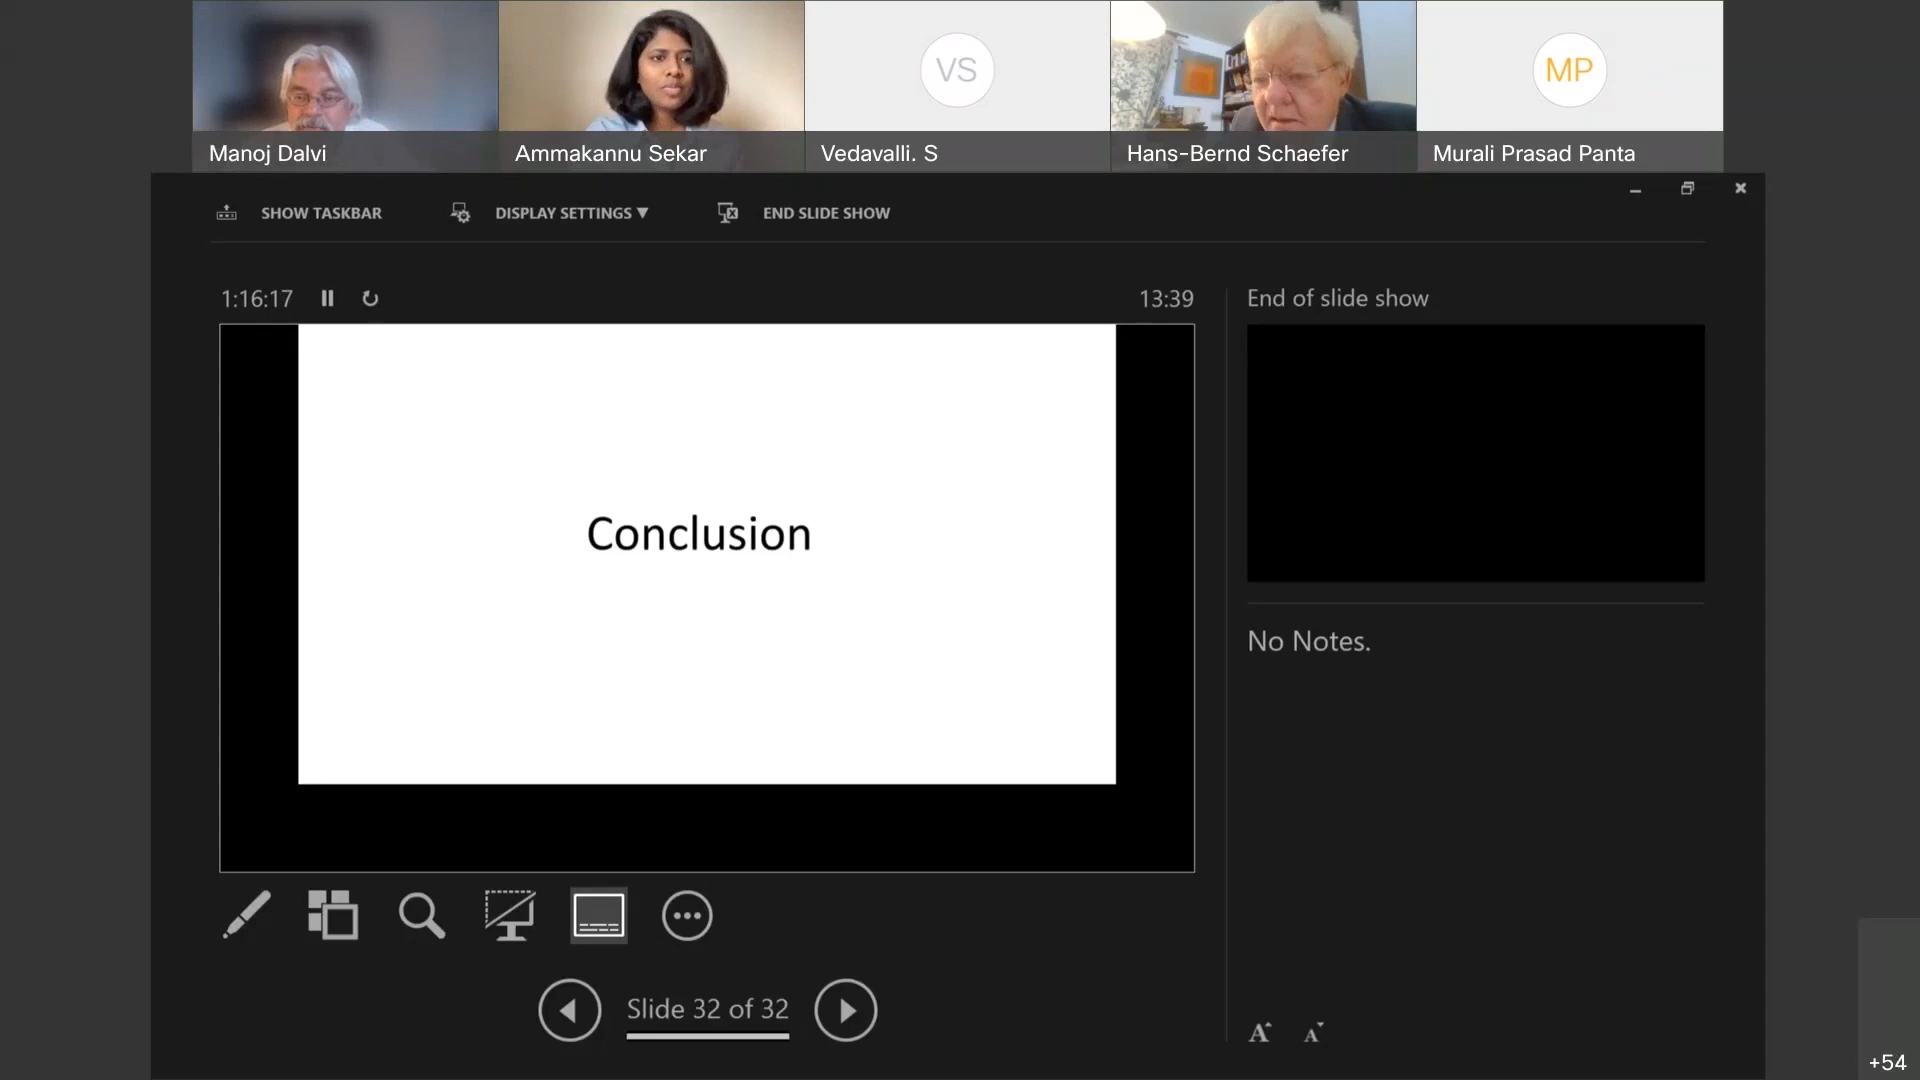 VS
MP
Manoj Dalvi
Ammakannu Sekar
Vedavalli. S
Hans-Bernd Schaefer
Murali Prasad Panta
SHOW TASKBAR
DISPLAY SETTINGS ▼
END SLIDE SHOW
1:16:17
13:39
End of slide show
Conclusion
No Notes.
Slide 32 of 32
A A
+54